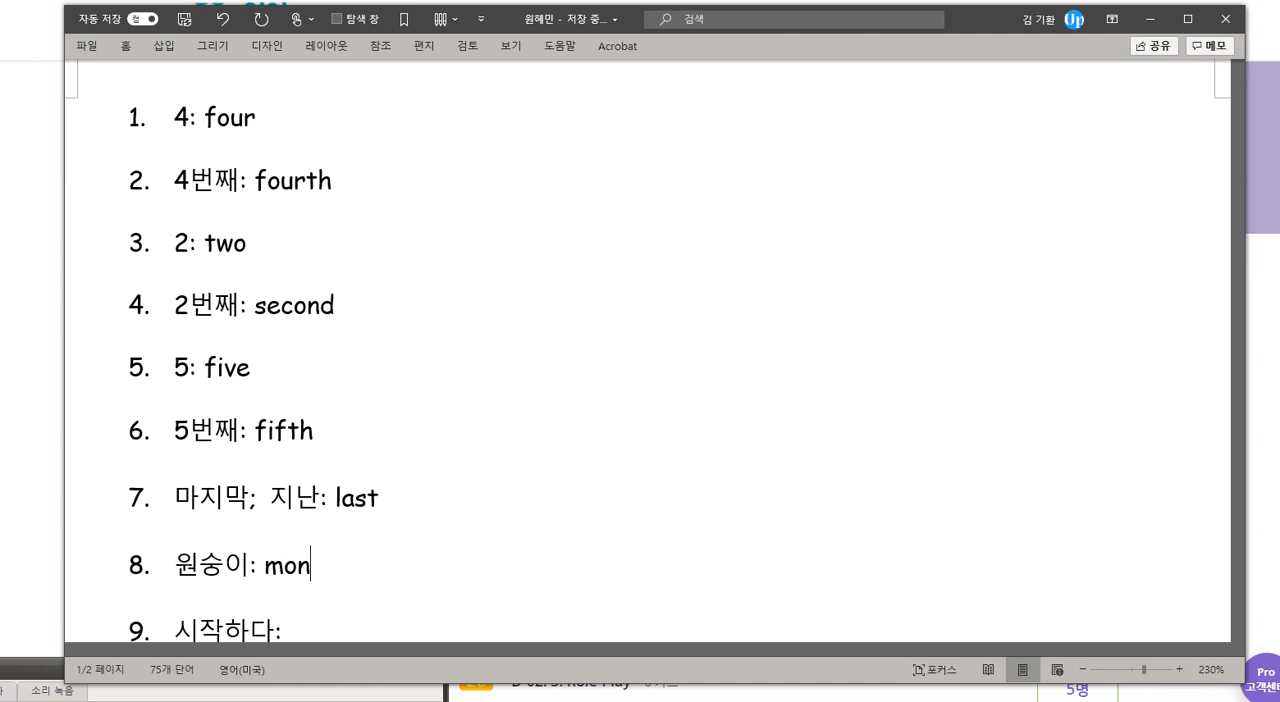 자동 저장 컴
탐색 창
원혜민 - 저장 중...
검색
김 기환
Up
파일 홈 삽입 그리기 디자인 레이아웃 참조 편지 검토 보기 도움말 Acrobat
공유 메모
1. 4: four
2. 4번째: fourth
3. 2: two
4. 2번째: second
5. 5: five
6. 5번째: fifth
7. 마지막; 지난: last
8. 원숭이: mon
9. 시작하다:
1/2 페이지 75개 단어 영어(미국)
포커스
230%
소리 녹음
Pro
고객센터
5명